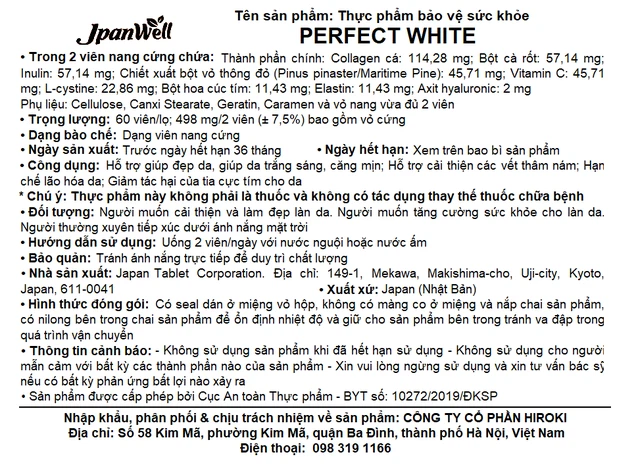 JpanWell
Tên sản phẩm: Thực phẩm bảo vệ sức khỏe
PERFECT WHITE
• Trong 2 viên nang cứng chứa: Thành phần chính: Collagen cá: 114,28 mg; Bột cà rốt: 57,14 mg;
Inulin: 57,14 mg; Chiết xuất bột vỏ thông đỏ (Pinus pinaster/Maritime Pine): 45,71 mg; Vitamin C: 45,71
mg; L-cystine: 22,86 mg; Bột hoa cúc tím: 11,43 mg; Elastin: 11,43 mg; Axit hyaluronic: 2 mg
Phụ liệu: Cellulose, Canxi Stearate, Geratin, Caramen và vỏ nang vừa đủ 2 viên
• Trọng lượng: 60 viên/lọ; 498 mg/2 viên (± 7,5%) bao gồm vỏ cứng
• Dạng bào chế: Dạng viên nang cứng
• Ngày sản xuất: Trước ngày hết hạn 36 tháng • Ngày hết hạn: Xem trên bao bì sản phẩm
• Công dụng: Hỗ trợ giúp đẹp da, giúp da trắng sáng, căng mịn; Hỗ trợ cải thiện các vết thâm nám; Hạn
chế lão hóa da; Giảm tác hại của tia cực tím cho da
* Chú ý: Thực phẩm này không phải là thuốc và không có tác dụng thay thế thuốc chữa bệnh
• Đối tượng: Người muốn cải thiện và làm đẹp làn da. Người muốn tăng cường sức khỏe cho làn da.
Người thường xuyên tiếp xúc dưới ánh nắng mặt trời
• Hướng dẫn sử dụng: Uống 2 viên/ngày với nước nguội hoặc nước ấm
• Bảo quản: Tránh ánh nắng trực tiếp để duy trì chất lượng
• Nhà sản xuất: Japan Tablet Corporation. Địa chỉ: 149-1, Mekawa, Makishima-cho, Uji-city, Kyoto,
Japan, 611-0041 • Xuất xứ: Japan (Nhật Bản)
• Hình thức đóng gói: Có seal dán ở miệng vỏ hộp, không có màng co ở miệng và nắp chai sản phẩm,
có nilong bên trong chai sản phẩm để ổn định nhiệt độ và giữ cho sản phẩm bên trong tránh va đập trong
quá trình vận chuyển
• Thông tin cảnh báo: - Không sử dụng sản phẩm khi đã hết hạn sử dụng - Không sử dụng cho người
mẫn cảm với bất kỳ các thành phần nào của sản phẩm - Xin vui lòng ngừng sử dụng và xin tư vấn bác sỹ
nếu có bất kỳ phản ứng bất lợi nào xảy ra
• Sản phẩm được cấp phép bởi Cục An toàn Thực phẩm - BYT số: 10272/2019/ĐKSP
Nhập khẩu, phân phối & chịu trách nhiệm về sản phẩm: CÔNG TY CỔ PHẦN HIROKI
Địa chỉ: Số 58 Kim Mã, phường Kim Mã, quận Ba Đình, thành phố Hà Nội, Việt Nam
Điện thoại: 098 319 1166